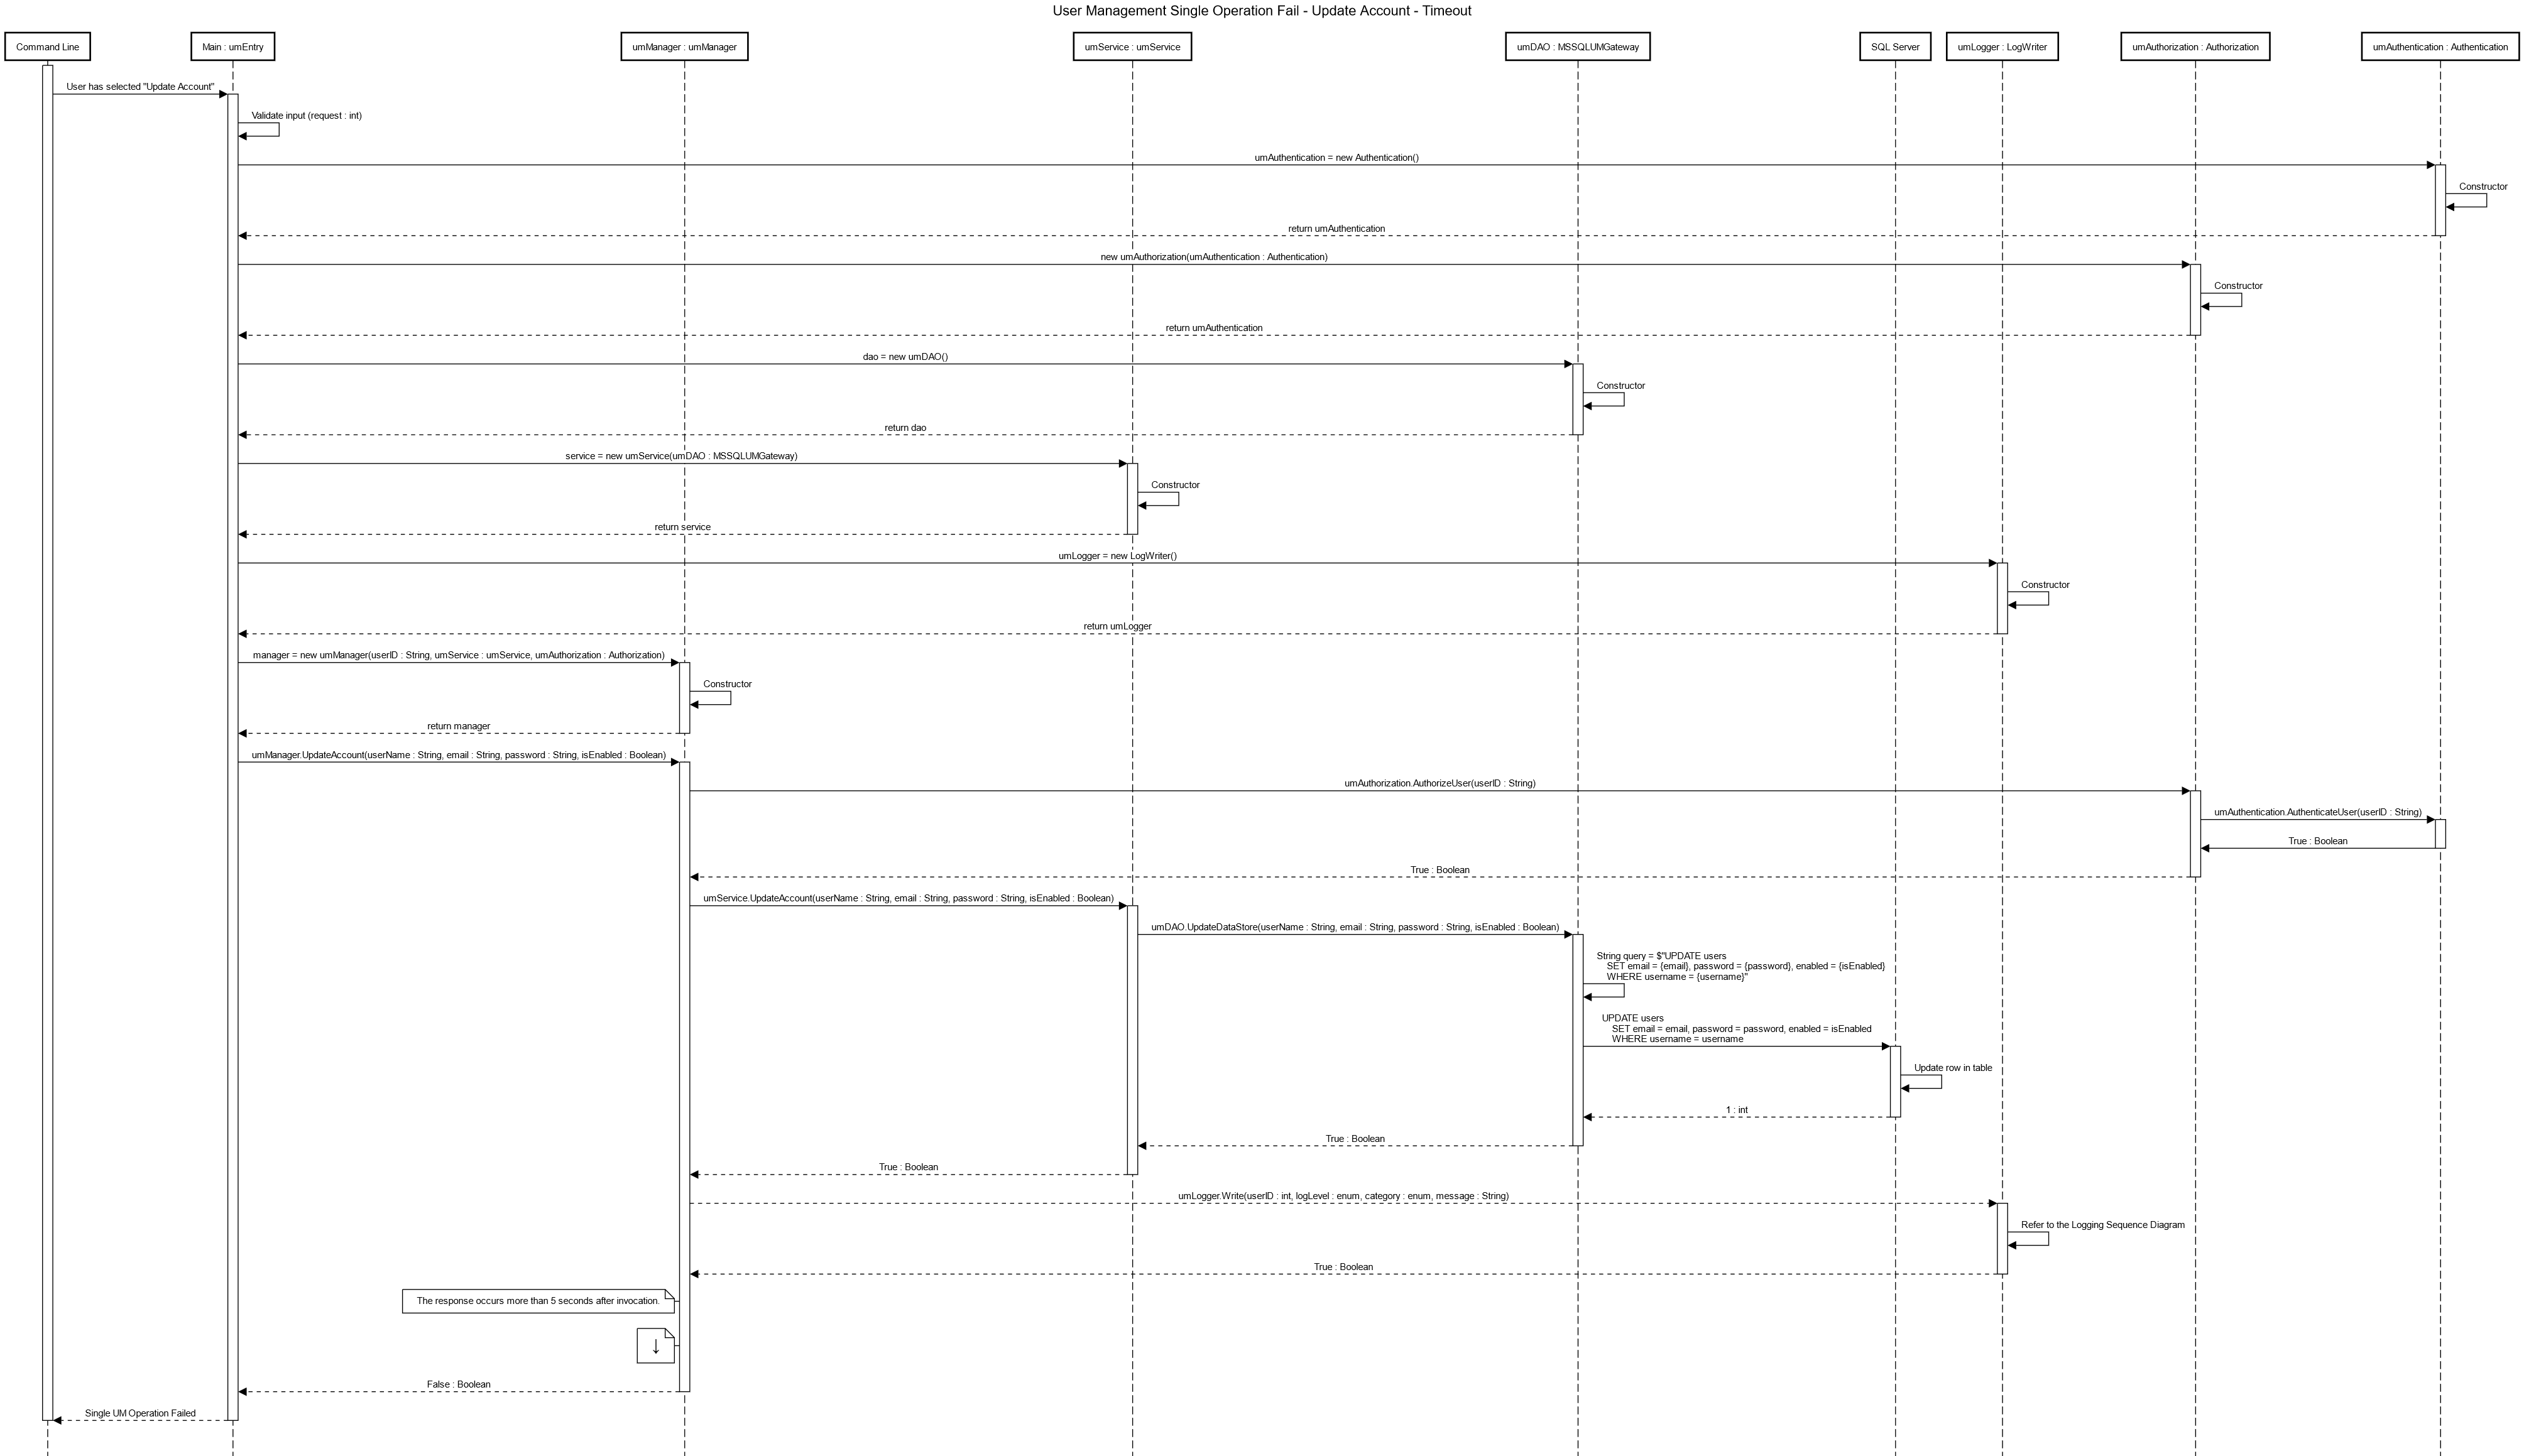 User Management Single Operation Fail - Update Account - Timeout
Command Line
Main : umEntry
umManager : umManager
umService : umService
umDAO : MSSQLUMGateway
SQL Server
umLogger : LogWriter
umAuthorization : Authorization
umAuthentication : Authentication
User has selected "Update Account"
Validate input (request : int)
umAuthentication = new Authentication()
Constructor
return umAuthentication
new umAuthorization(umAuthentication : Authentication)
Constructor
return umAuthentication
dao = new umDAO()
Constructor
return dao
service = new umService(umDAO : MSSQLUMGateway)
Constructor
return service
umLogger = new LogWriter()
Constructor
return umLogger
manager = new umManager(userID : String, umService : umService, umAuthorization : Authorization)
Constructor
return manager
umManager.UpdateAccount(userName : String, email : String, password : String, isEnabled : Boolean)
umAuthorization.AuthorizeUser(userID : String)
umAuthentication.AuthenticateUser(userID : String)
True : Boolean
True : Boolean
umService.UpdateAccount(userName : String, email : String, password : String, isEnabled : Boolean)
umDAO.UpdateDataStore(userName : String, email : String, password : String, isEnabled : Boolean)
String query = $"UPDATE users
SET email = {email}, password = {password}, enabled = {isEnabled}
WHERE username = {username}"
UPDATE users
SET email = email, password = password, enabled = isEnabled
WHERE username = username
Update row in table
1 : int
True : Boolean
True : Boolean
umLogger.Write(userID : int, logLevel : enum, category : enum, message : String)
Refer to the Logging Sequence Diagram
True : Boolean
The response occurs more than 5 seconds after invocation.
↓
False : Boolean
Single UM Operation Failed